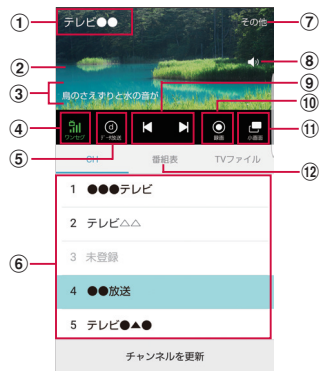 ① テレビ●● その他 ⑦
② ⑧
③ 鳥のさえずりと水の音が ⑨
⑩
④ ワンセグ データ放送 録画 小画面 ⑪
⑤ CH 番組表 TVファイル
⑫
1 ●●●テレビ
2 テレビ△△
⑥ 3 未登録
4 ●●放送
5 テレビ●▲●
チャンネルを更新